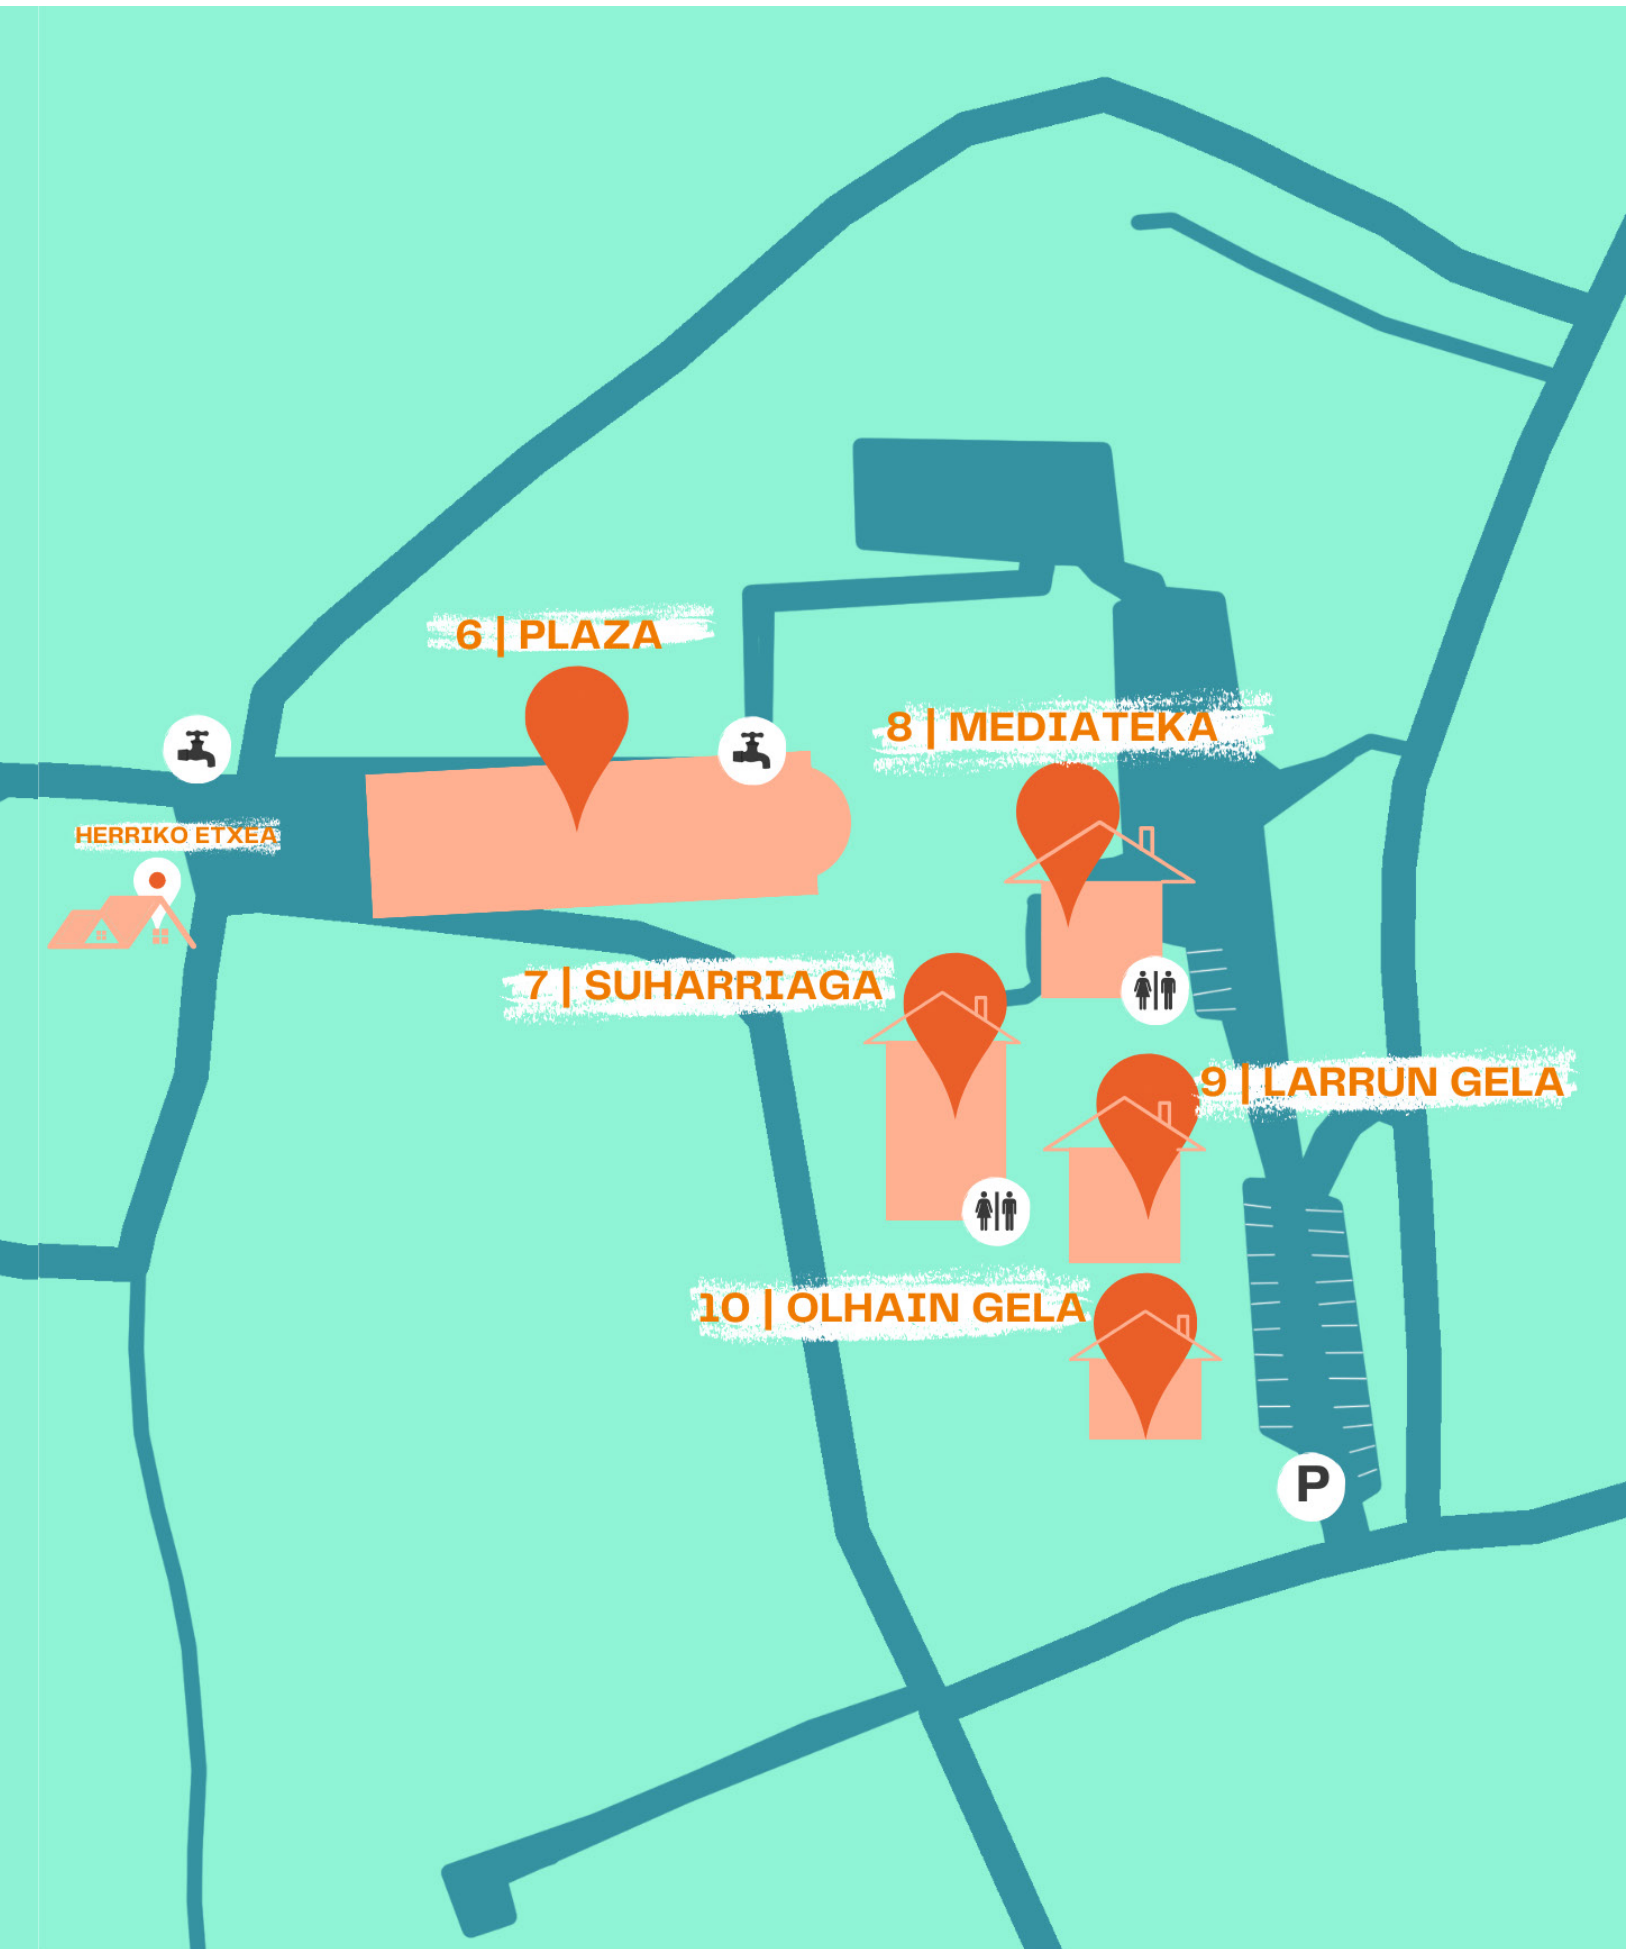 6 | PLAZA
8 | MEDIATEKA
HERRIKO ETXEA
7 | SUHARRIAGA
9 | LARRUN GELA
10 | OLHAIN GELA
P